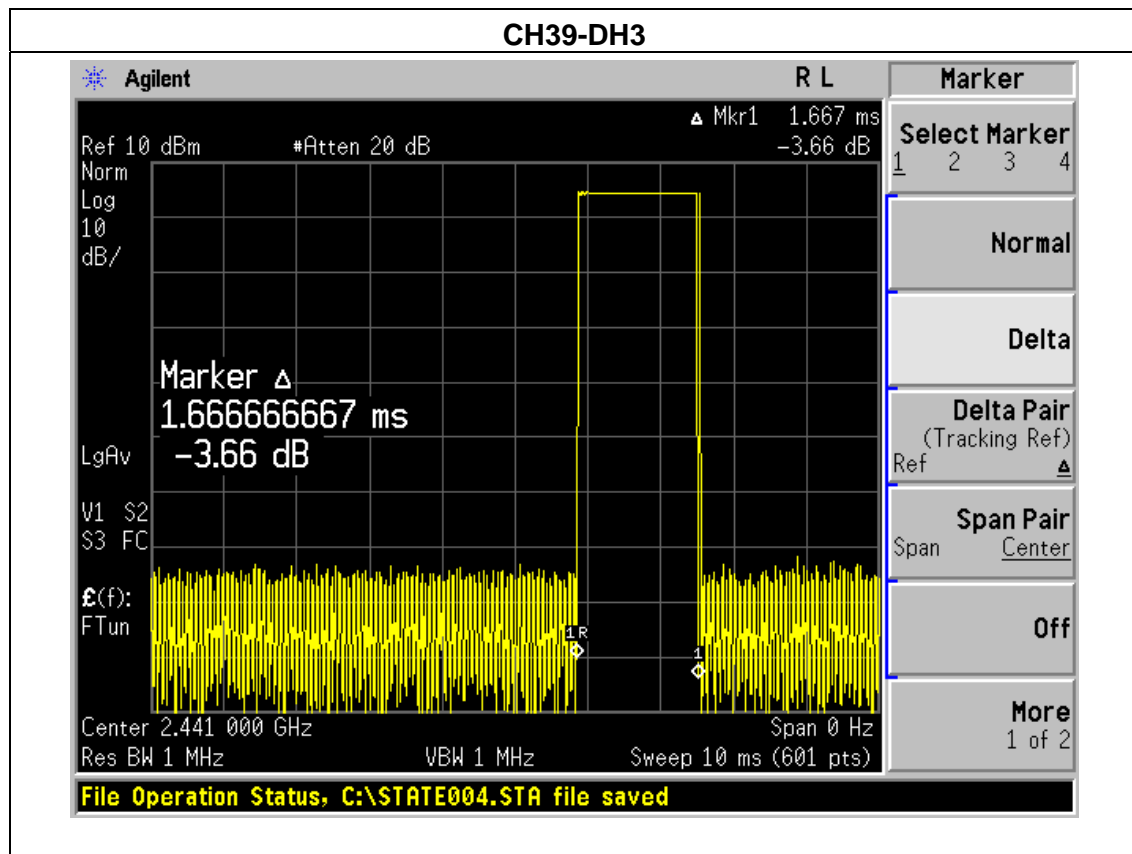 CH39-DH3
Agilent R L Marker
Δ Mkr1 1.667 ms
Ref 10 dBm #Atten 20 dB -3.66 dB
Norm
Log
10
dB/
Marker Δ
1.666666667 ms
-3.66 dB
LgAv
V1 S2
S3 FC
£(f):
FTun
1R
1
Center 2.441 000 GHz Span 0 Hz
Res BW 1 MHz VBW 1 MHz Sweep 10 ms (601 pts)
Select Marker
1 2 3 4
Normal
Delta
Delta Pair
(Tracking Ref)
Ref Δ
Span Pair
Span Center
Off
More
1 of 2
File Operation Status, C:\STATE004.STA file saved